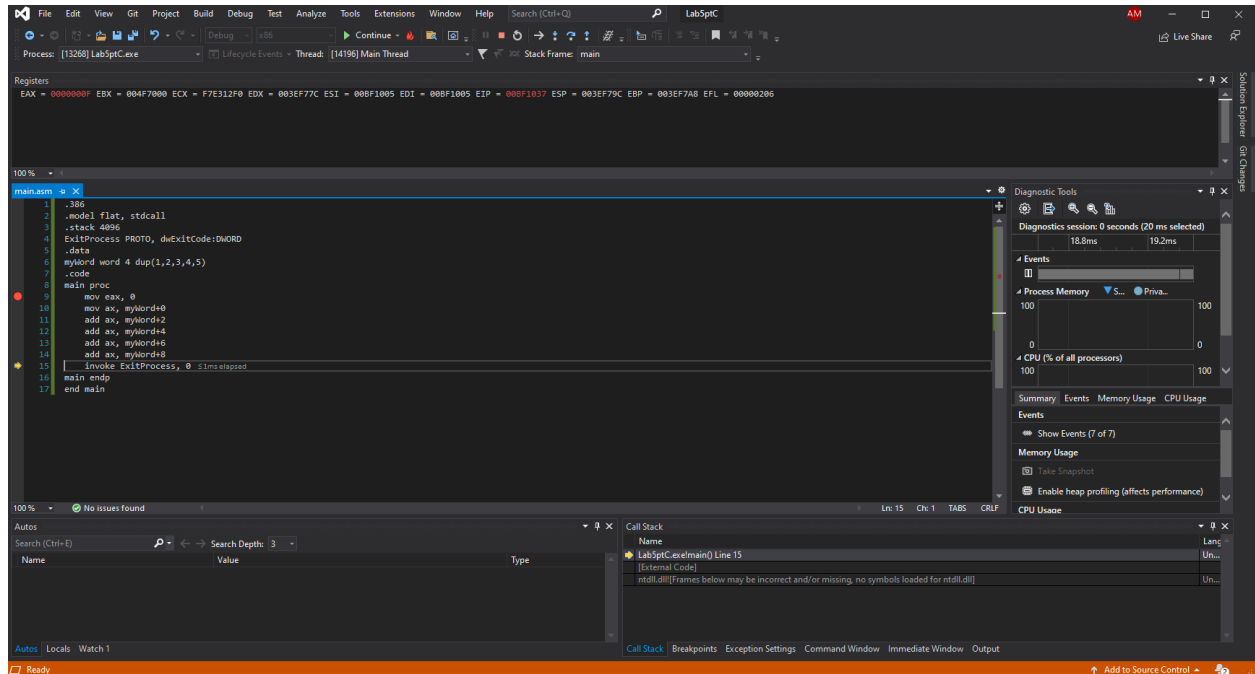 File Edit View Git Project Build Debug Test Analyze Tools Extensions Window Help Search (Ctrl+Q) Lab5ptC AM
Debug x86 Continue Live Share
Process: [13268] Lab5ptC.exe Lifecycle Events Thread: [14196] Main Thread Stack Frame: main
Registers
EAX = 0000000F EBX = 004F7000 ECX = F7E312F0 EDX = 003EF77C ESI = 00BF1005 EDI = 00BF1005 EIP = 00BF1037 ESP = 003EF79C EBP = 003EF7A8 EFL = 00000206
100 %
Solution Explorer
Git Changes
main.asm
1 .386
2 .model flat, stdcall
3 .stack 4096
4 ExitProcess PROTO, dwExitCode:DWORD
5 .data
6 myWord word 4 dup(1,2,3,4,5)
7 .code
8 main proc
9 mov eax, 0
10 mov ax, myWord+0
11 add ax, myWord+2
12 add ax, myWord+4
13 add ax, myWord+6
14 add ax, myWord+8
15 invoke ExitProcess, 0 ≤1ms elapsed
16 main endp
17 end main
100 % No issues found Ln: 15 Ch: 1 TABS CRLF
Diagnostic Tools
Diagnostics session: 0 seconds (20 ms selected)
18.8ms 19.2ms
Events
Process Memory S... Priva...
100 100
0 0
CPU (% of all processors)
100 100
Summary Events Memory Usage CPU Usage
Events
Show Events (7 of 7)
Memory Usage
Take Snapshot
Enable heap profiling (affects performance)
CPU Usage
Autos
Search (Ctrl+E) Search Depth: 3
Name Value Type
Autos Locals Watch 1
Call Stack
Name Lang
Lab5ptC.exe!main() Line 15 Un...
[External Code]
ntdll.dll![Frames below may be incorrect and/or missing, no symbols loaded for ntdll.dll] Un...
Call Stack Breakpoints Exception Settings Command Window Immediate Window Output
Ready Add to Source Control 2